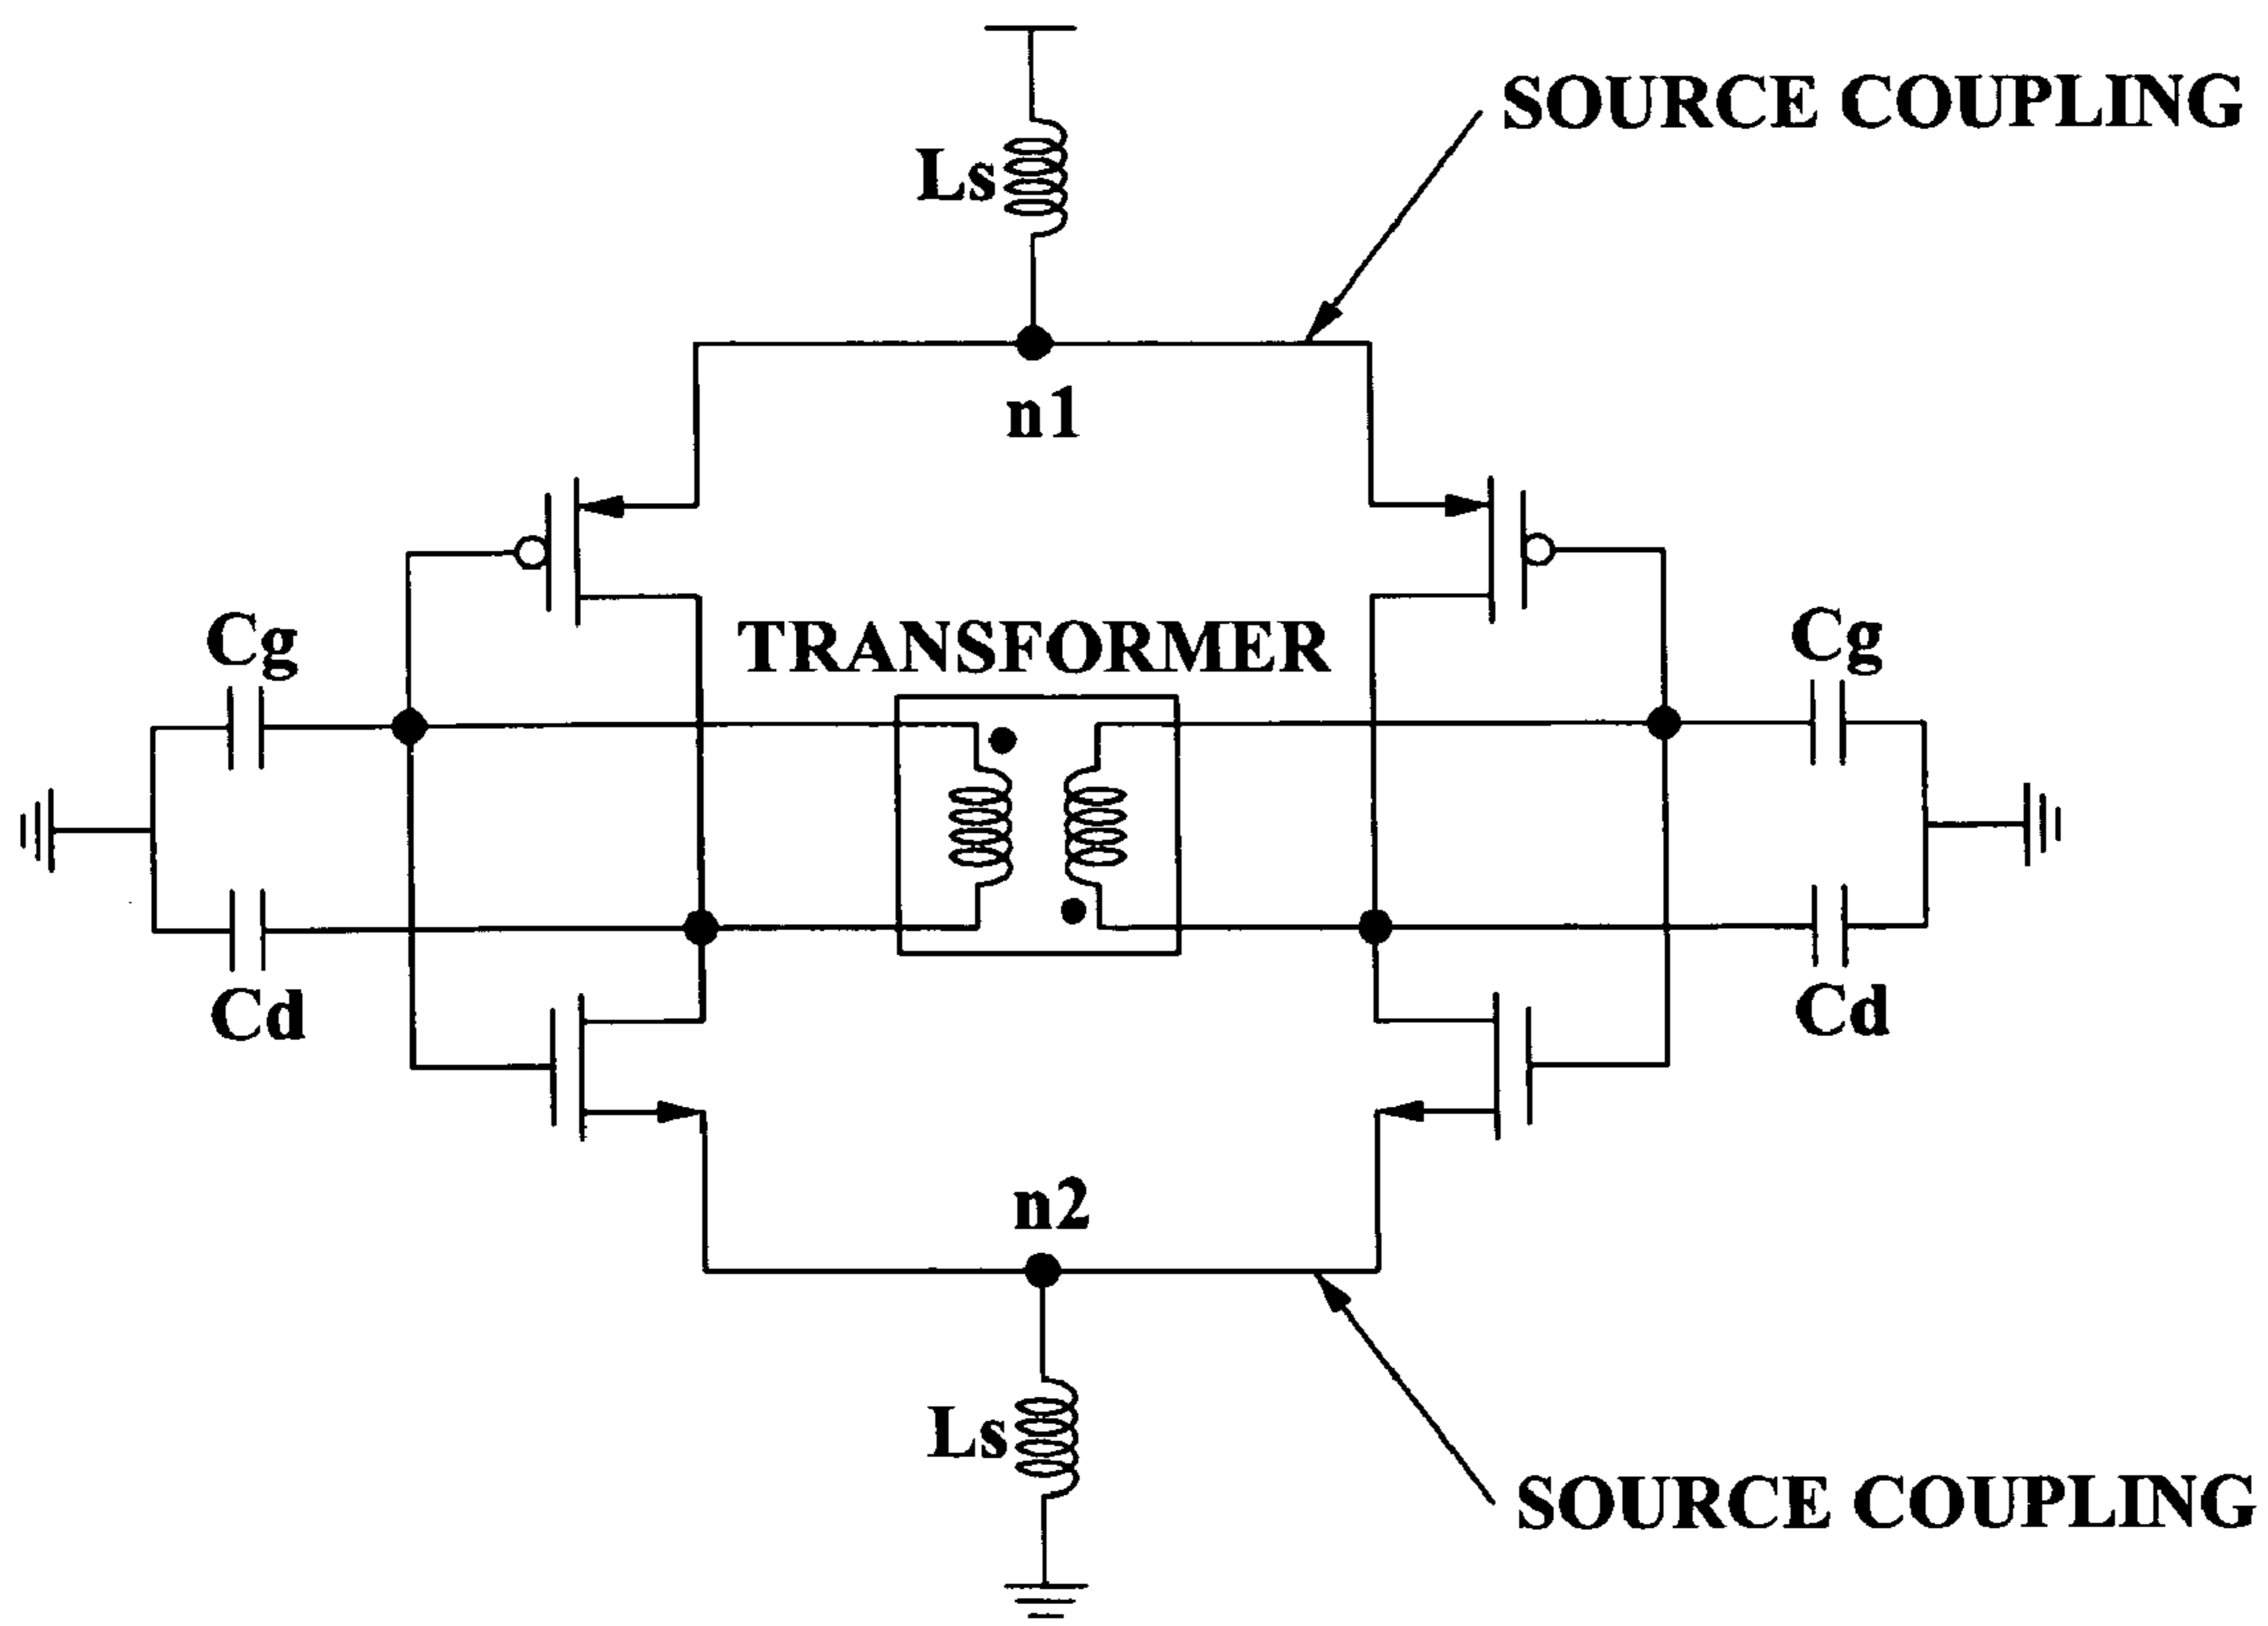 SOURCE COUPLING
Ls
n1
Cg
TRANSFORMER
Cg
Cd
Cd
n2
Ls
SOURCE COUPLING